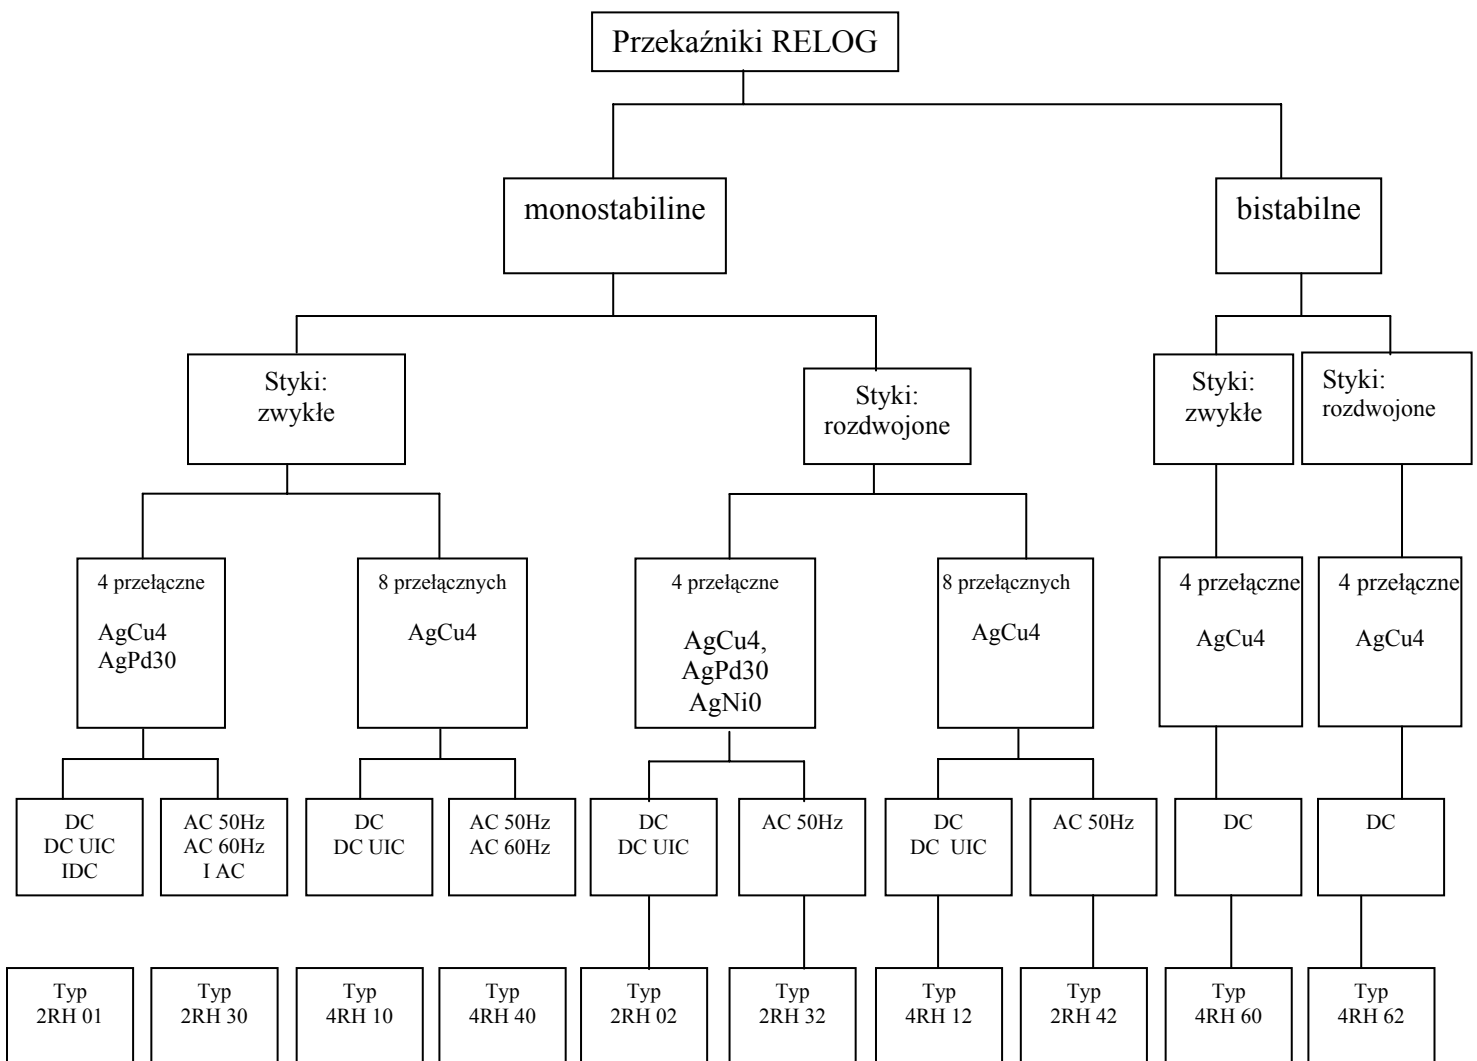 Przekaźniki RELOG
monostabiline
bistabilne
Styki:
zwykłe
Styki:
rozdwojone
Styki:
zwykłe
Styki:
rozdwojone
4 przełączne
AgCu4
AgPd30
8 przełącznych
AgCu4
4 przełączne
AgCu4,
AgPd30
AgNi0
8 przełącznych
AgCu4
4 przełączne
AgCu4
4 przełączne
AgCu4
DC
DC UIC
IDC
AC 50Hz
AC 60Hz
I AC
DC
DC UIC
AC 50Hz
AC 60Hz
DC
DC UIC
AC 50Hz
DC
DC UIC
AC 50Hz
DC
DC
Typ
2RH 01
Typ
2RH 30
Typ
4RH 10
Typ
4RH 40
Typ
2RH 02
Typ
2RH 32
Typ
4RH 12
Typ
2RH 42
Typ
4RH 60
Typ
4RH 62